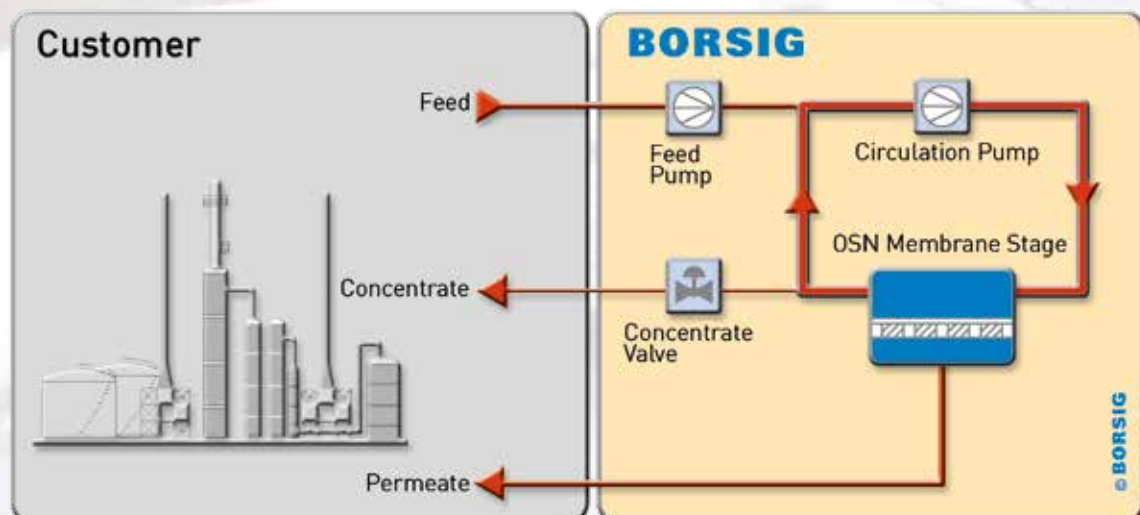 Customer
BORSIG
Feed
Feed
Pump
Circulation Pump
OSN Membrane Stage
Concentrate
Concentrate
Valve
Permeate
© BORSIG